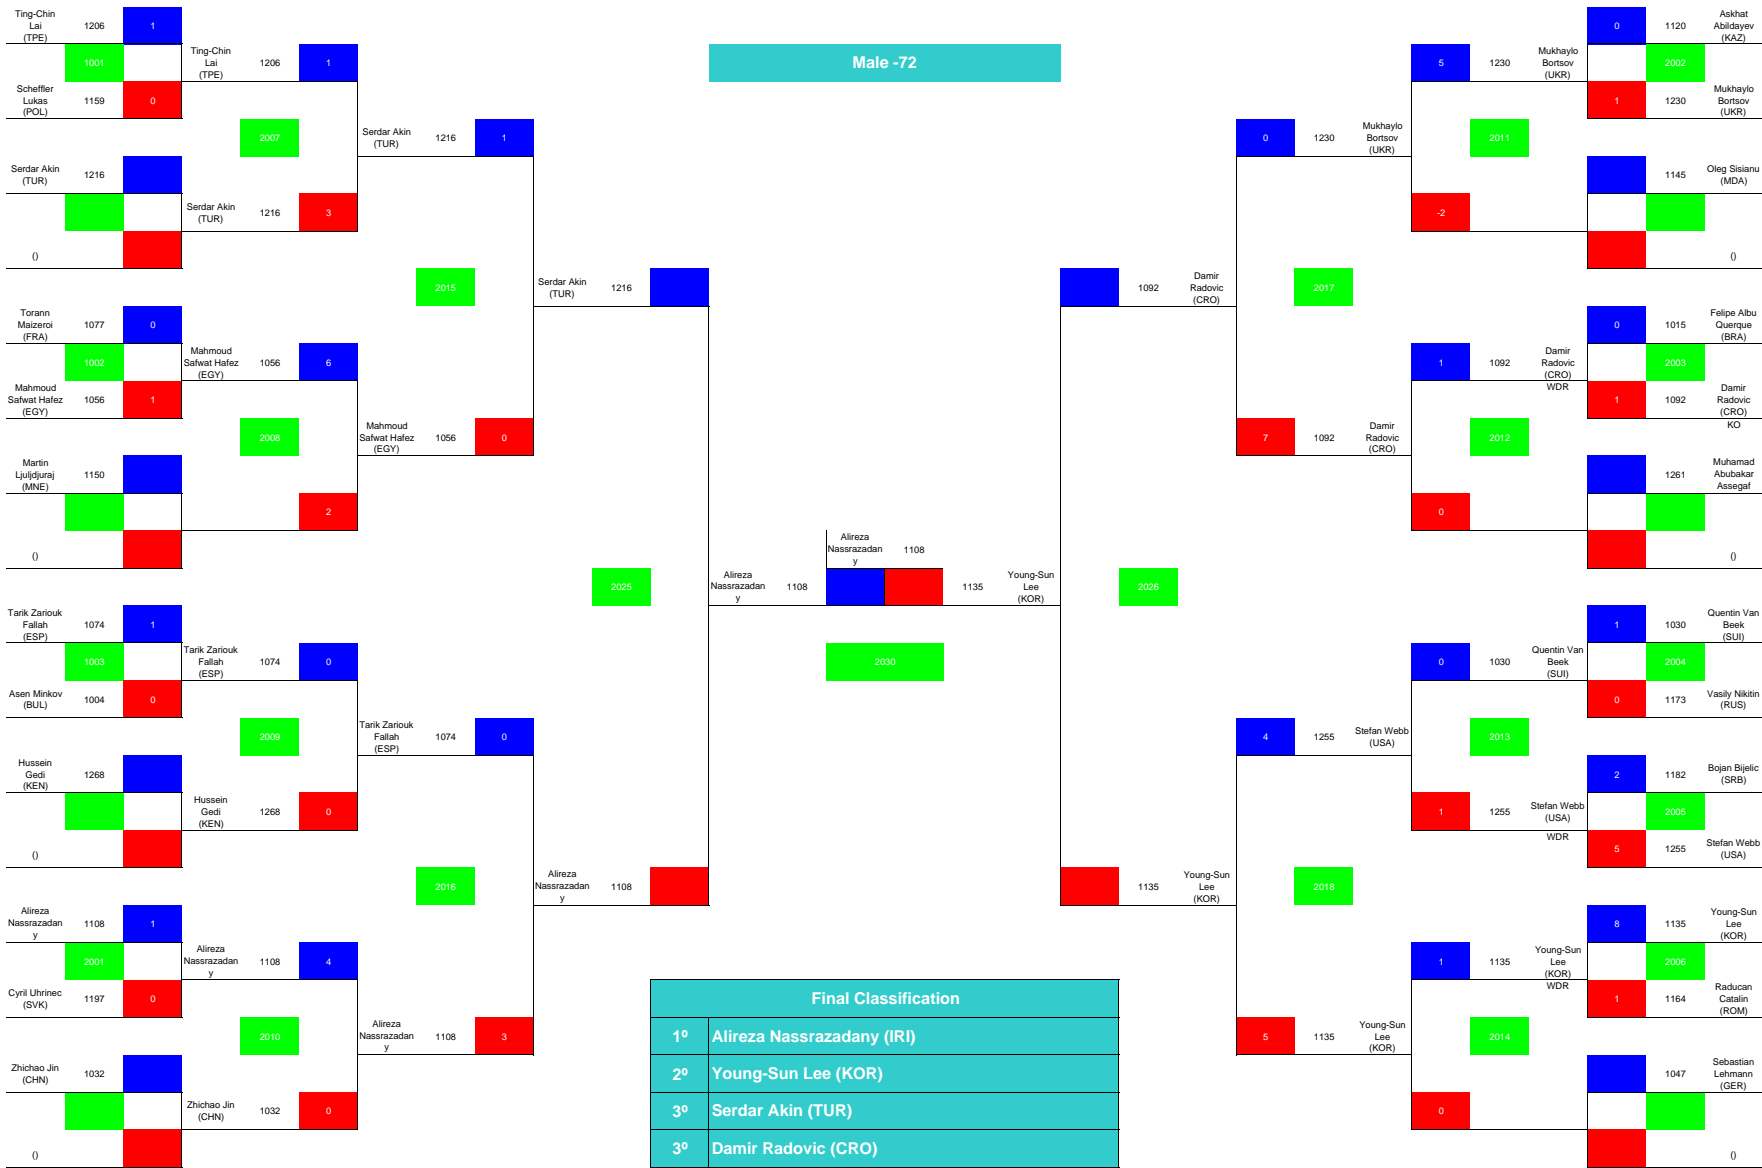 Male -72
Ting-Chin
Lai
(TPE)
1206
1
1001
Scheffler
Lukas
(POL)
1159
0
Serdar Akin
(TUR)
1216
()
Torann
Maizeroi
(FRA)
1077
0
1002
Mahmoud
Safwat Hafez
(EGY)
1056
1
Martin
Ljuljdjuraj
(MNE)
1150
()
Tarik Zariouk
Fallah
(ESP)
1074
1
1003
Asen Minkov
(BUL)
1004
0
Hussein
Gedi
(KEN)
1268
()
Alireza
Nassrazadan
y
1108
1
2001
Cyril Uhrinec
(SVK)
1197
0
Zhichao Jin
(CHN)
1032
()
Ting-Chin
Lai
(TPE)
1206
1
2007
Serdar Akin
(TUR)
1216
3
Mahmoud
Safwat Hafez
(EGY)
1056
6
2008
2
Tarik Zariouk
Fallah
(ESP)
1074
0
2009
Hussein
Gedi
(KEN)
1268
0
Alireza
Nassrazadan
y
1108
4
2010
Zhichao Jin
(CHN)
1032
0
Serdar Akin
(TUR)
1216
1
2015
Mahmoud
Safwat Hafez
(EGY)
1056
0
Tarik Zariouk
Fallah
(ESP)
1074
0
2016
Alireza
Nassrazadan
y
1108
3
Serdar Akin
(TUR)
1216
2025
Alireza
Nassrazadan
y
1108
Alireza
Nassrazadan
y
1108
Alireza
Nassrazadan
y
1108
2030
1135
Young-Sun
Lee
(KOR)
1092
Damir
Radovic
(CRO)
2026
1135
Young-Sun
Lee
(KOR)
0
1230
Mukhaylo
Bortsov
(UKR)
2017
7
1092
Damir
Radovic
(CRO)
4
1255
Stefan Webb
(USA)
2018
5
1135
Young-Sun
Lee
(KOR)
5
1230
Mukhaylo
Bortsov
(UKR)
2011
-2
1
1092
Damir
Radovic
(CRO)
WDR
2012
0
0
1030
Quentin Van
Beek
(SUI)
2013
1
1255
Stefan Webb
(USA)
WDR
1
1135
Young-Sun
Lee
(KOR)
WDR
2014
0
0
1120
Askhat
Abildayev
(KAZ)
2002
1
1230
Mukhaylo
Bortsov
(UKR)
1145
Oleg Sisianu
(MDA)
()
0
1015
Felipe Albu
Querque
(BRA)
2003
1
1092
Damir
Radovic
(CRO)
KO
1261
Muhamad
Abubakar
Assegaf
()
1
1030
Quentin Van
Beek
(SUI)
2004
0
1173
Vasily Nikitin
(RUS)
2
1182
Bojan Bijelic
(SRB)
2005
5
1255
Stefan Webb
(USA)
8
1135
Young-Sun
Lee
(KOR)
2006
1
1164
Raducan
Catalin
(ROM)
1047
Sebastian
Lehmann
(GER)
()
Final Classification
1º Alireza Nassrazadany (IRI)
2º Young-Sun Lee (KOR)
3º Serdar Akin (TUR)
3º Damir Radovic (CRO)